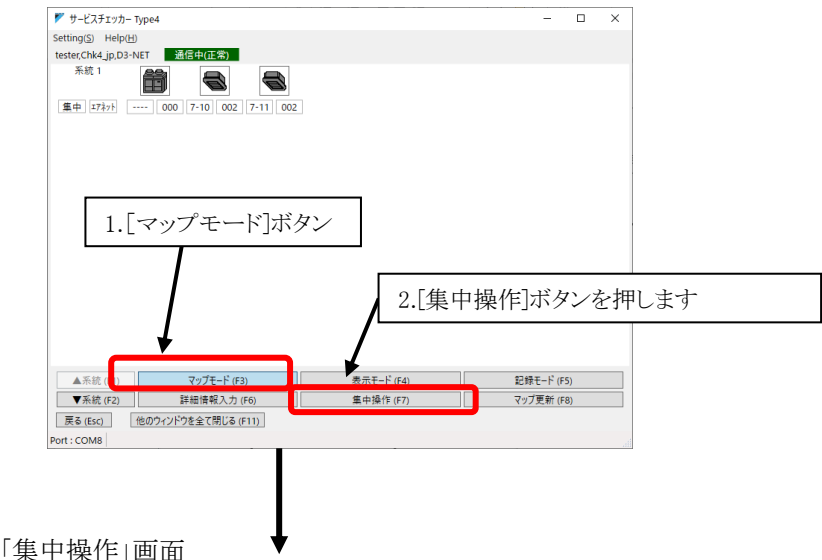 サービスチェッカー Type4
Setting(S) Help(H)
tester,Chk4_jp,D3-NET 通信中(正常)
系統 1
集中 エアネット ---- 000 7-10 002 7-11 002
1.[マップモード]ボタン
2.[集中操作]ボタンを押します
▲系統 マップモード (F3) 表示モード (F4) 記録モード (F5)
▼系統 (F2) 詳細情報入力 (F6) 集中操作 (F7) マップ更新 (F8)
戻る (Esc) 他のウィンドウを全て閉じる (F11)
Port : COM8
「集中操作」画面